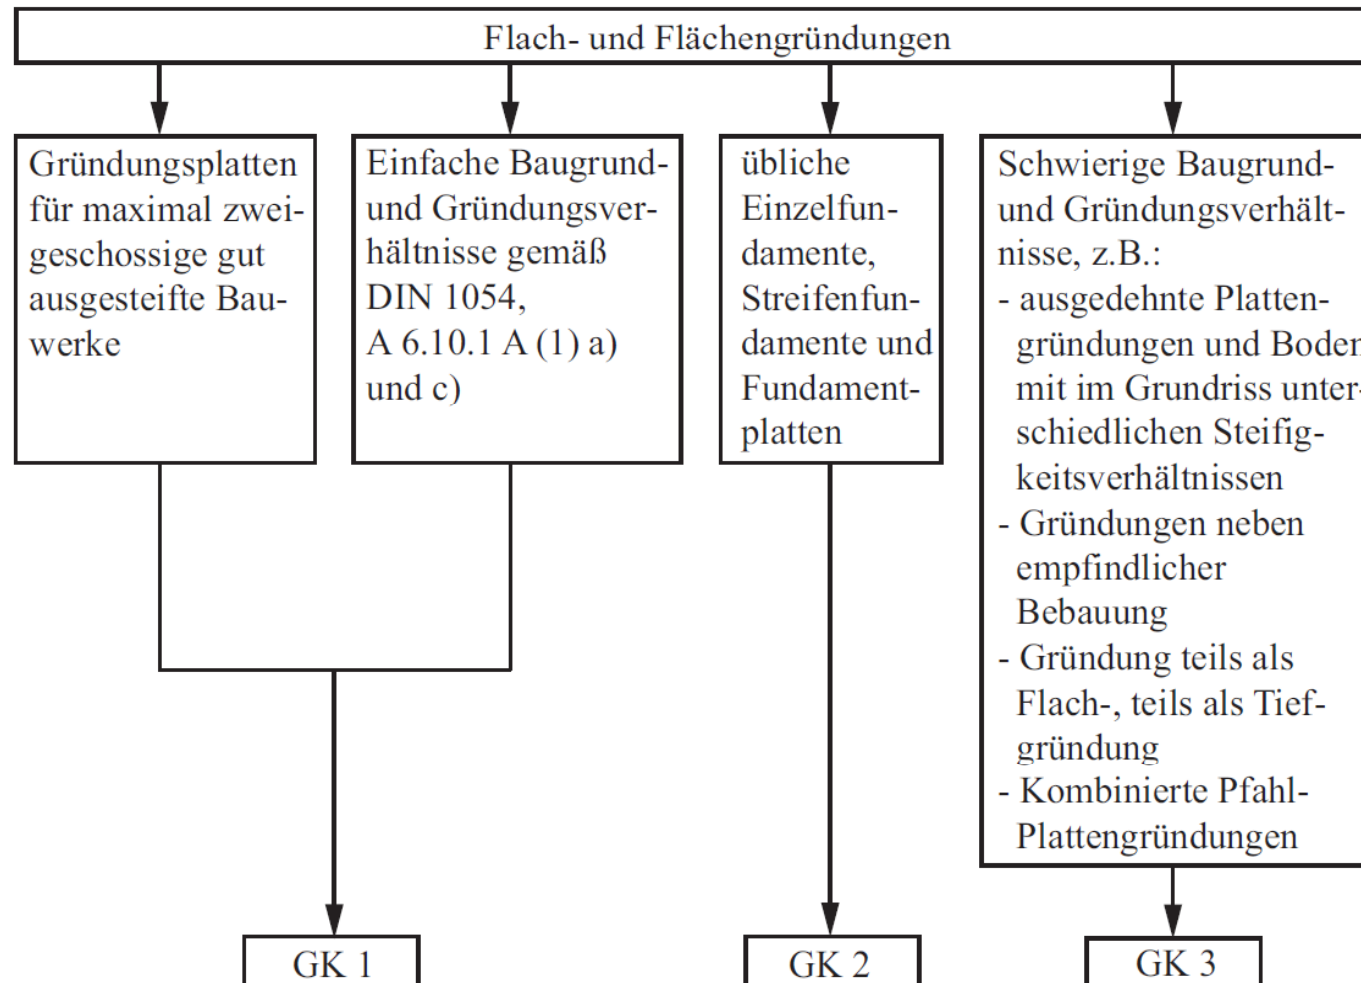 Flach- und Flächengründungen
Gründungsplatten
für maximal zwei-
geschossige gut
ausgesteifte Bau-
werke
Einfache Baugrund-
und Gründungsver-
hältnisse gemäß
DIN 1054,
A 6.10.1 A (1) a)
und c)
übliche
Einzelfun-
damente,
Streifenfun-
damente und
Fundament-
platten
Schwierige Baugrund-
und Gründungsverhält-
nisse, z.B.:
- ausgedehnte Platten-
gründungen und Boden
mit im Grundriss unter-
schiedlichen Steifig-
keitsverhältnissen
- Gründungen neben
empfindlicher
Bebauung
- Gründung teils als
Flach-, teils als Tief-
gründung
- Kombinierte Pfahl-
Plattengründungen
GK 1
GK 2
GK 3